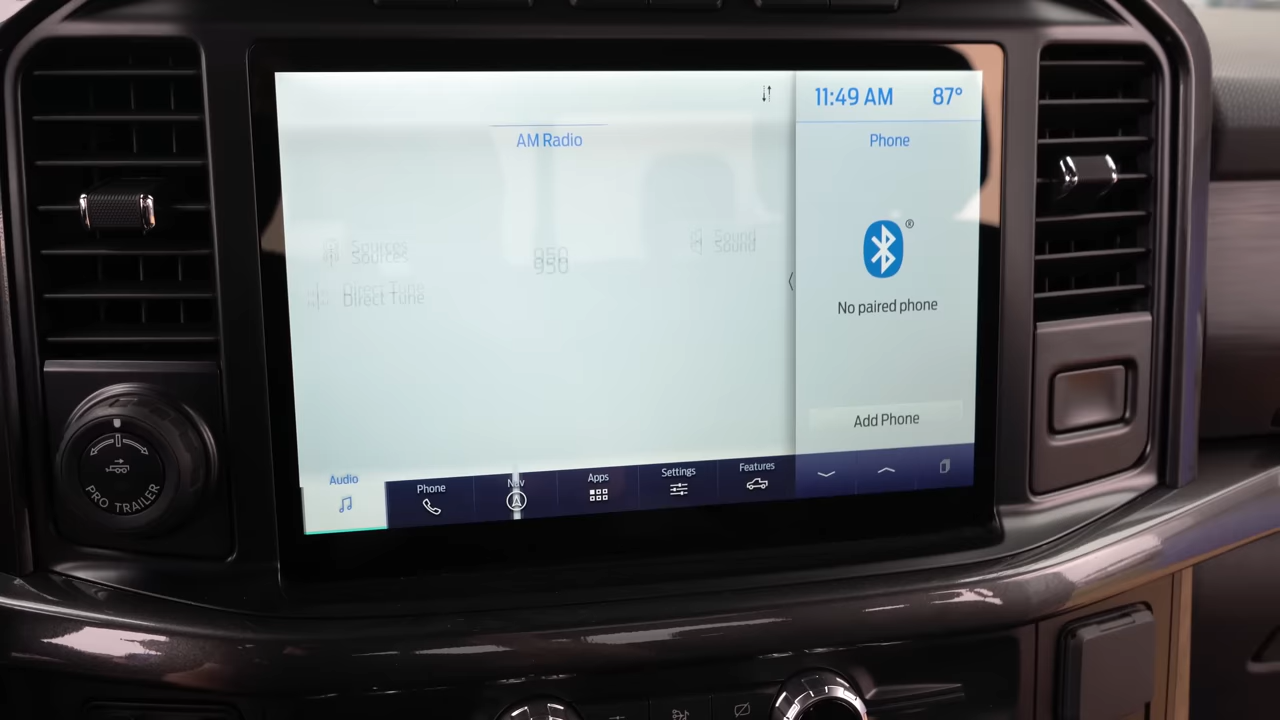 11:49 AM 87°
AM Radio
Phone
®
Sources
950
Sound
Direct Tune
No paired phone
Add Phone
Audio
Phone
Nav
Apps
Settings
Features
PRO TRAILER